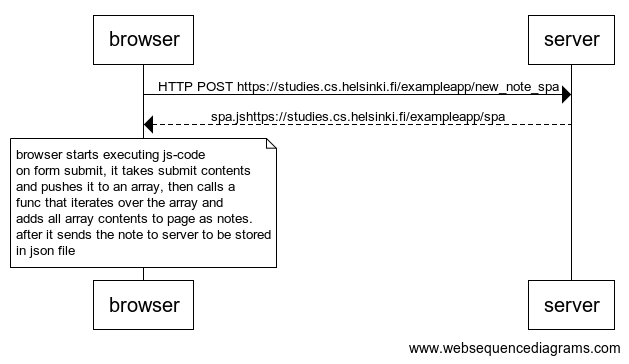 browser
server
HTTP POST https://studies.cs.helsinki.fi/exampleapp/new_note_spa
spa.jshttps://studies.cs.helsinki.fi/exampleapp/spa
browser starts executing js-code
on form submit, it takes submit contents
and pushes it to an array, then calls a
func that iterates over the array and
adds all array contents to page as notes.
after it sends the note to server to be stored
in json file
browser
server
www.websequencediagrams.com